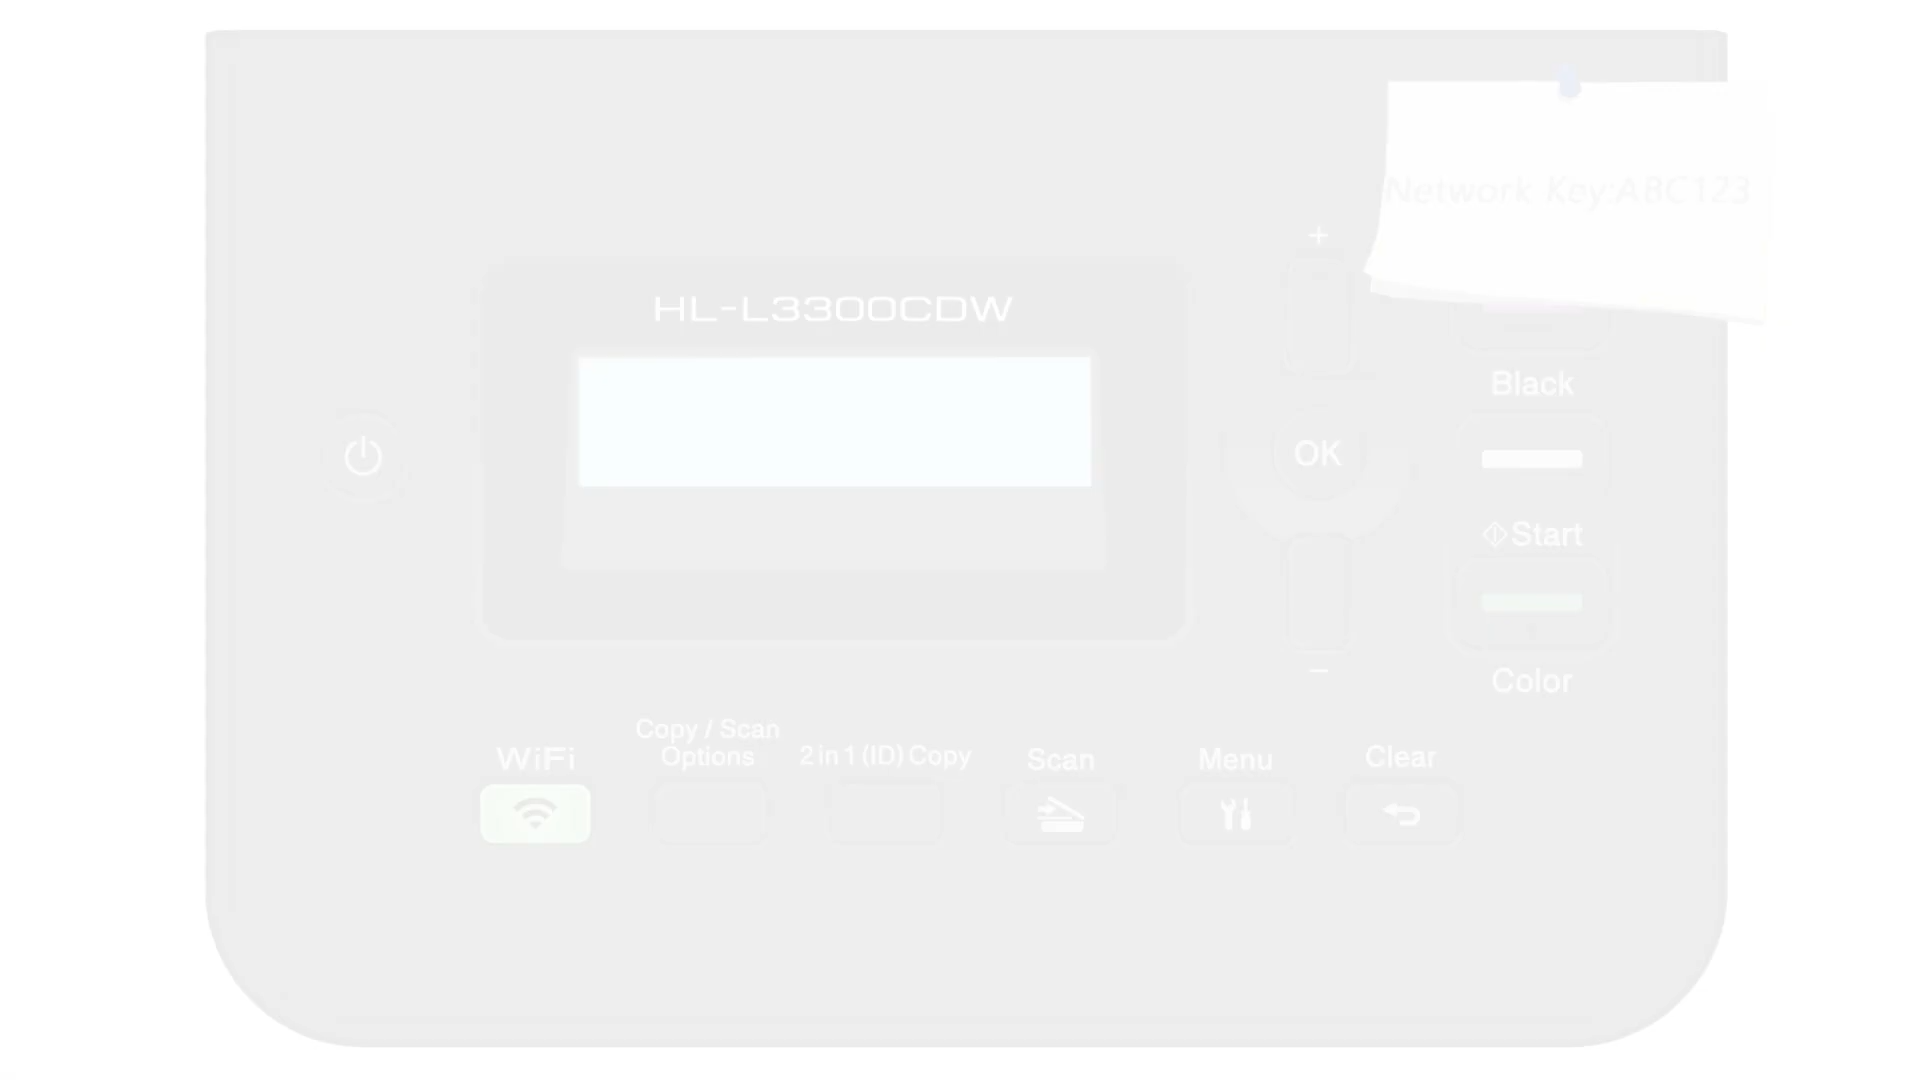 Network Key:ABC123
+
HL-L3300CDW
Black
OK
Start
−
Color
WiFi
Copy / Scan
Options
2 in 1 (ID) Copy
Scan
Menu
Clear